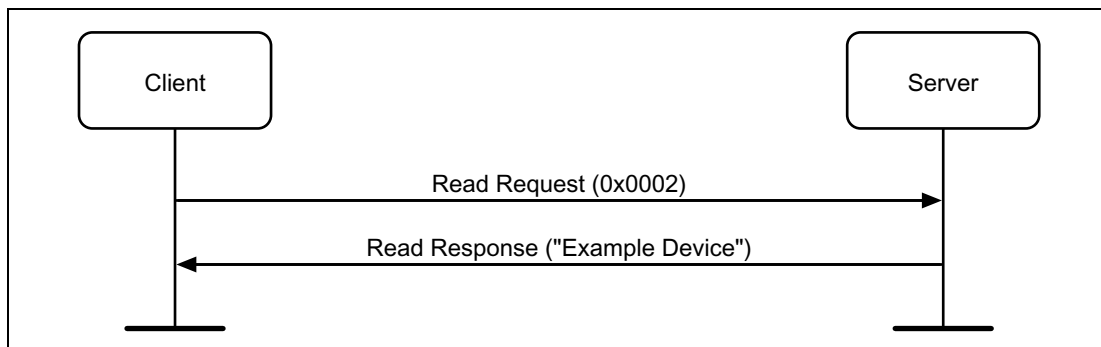 Client
Server
Read Request (0x0002)
Read Response ("Example Device")